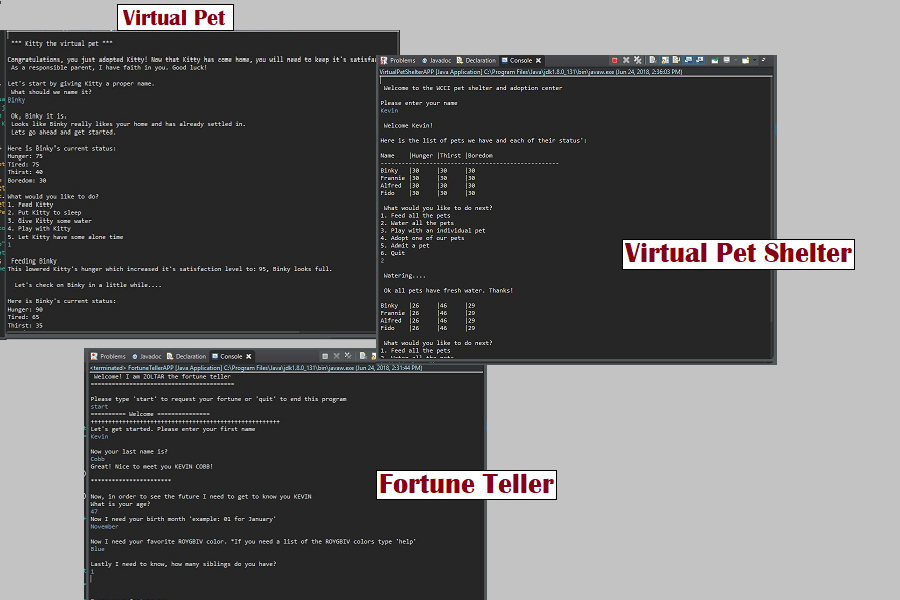 Virtual Pet
*** Kitty the virtual pet ***
Congratulations, you just adopted Kitty! Now that Kitty has come home, you will need to keep it's
As a responsible parent, I have faith in you. Good luck!
Let's start by giving Kitty a proper name.
What should we name it?
Binky
Ok, Binky it is.
Looks like Binky really likes your home and has already settled in.
Lets go ahead and get started.
Here is Binky's current status:
Hunger: 75
Tired: 75
Thirst: 40
Boredom: 30
What would you like to do?
1. Feed Kitty
2. Put Kitty to sleep
3. Give Kitty some water
4. Play with Kitty
5. Let Kitty have some alone time
1
Feeding Binky
This lowered Kitty's hunger which increased it's satisfaction level to: 95, Binky looks full.
Let's check on Binky in a little while....
Here is Binky's current status:
Hunger: 90
Tired: 65
Thirst: 35
Problems Javadoc Declaration Console
VirtualPetShelterAPP [Java Application] C:\Program Files\Java\jdk1.8.0_131\bin\javaw.exe (Jun 24, 2018, 2:36:03 PM)
Welcome to the WCCI pet shelter and adoption center
Please enter your name
Kevin
Welcome Kevin!
Here is the list of pets we have and each of their status':
Name |Hunger |Thirst |Boredom
--------------------------------------------------
Binky |30 |30 |30
Frannie |30 |30 |30
Alfred |30 |30 |30
Fido |30 |30 |30
What would you like to do next?
1. Feed all the pets
2. Water all the pets
3. Play with an individual pet
4. Adopt one of our pets
5. Admit a pet
6. Quit
2
Watering....
Ok all pets have fresh water. Thanks!
Binky |26 |46 |29
Frannie |26 |46 |29
Alfred |26 |46 |29
Fido |26 |46 |29
What would you like to do next?
1. Feed all the pets
2. Water all the pets
Virtual Pet Shelter
Problems Javadoc Declaration Console
<terminated> FortuneTellerAPP [Java Application] C:\Program Files\Java\jdk1.8.0_131\bin\javaw.exe (Jun 24, 2018, 2:31:44 PM)
Welcome! I am ZOLTAR the fortune teller
=========================================
Please type 'start' to request your fortune or 'quit' to end this program
start
========== Welcome ===============
++++++++++++++++++++++++++++++++++++++++++++++++++++++
Let's get started. Please enter your first name
Kevin
Now your last name is?
Cobb
Great! Nice to meet you KEVIN COBB!
***********************
Now, in order to see the future I need to get to know you KEVIN
What is your age?
47
Now I need your birth month 'example: 01 for January'
November
Now I need your favorite ROYGBIV color. *If you need a list of the ROYGBIV colors type 'help'
Blue
Lastly I need to know, how many siblings do you have?
1
Fortune Teller